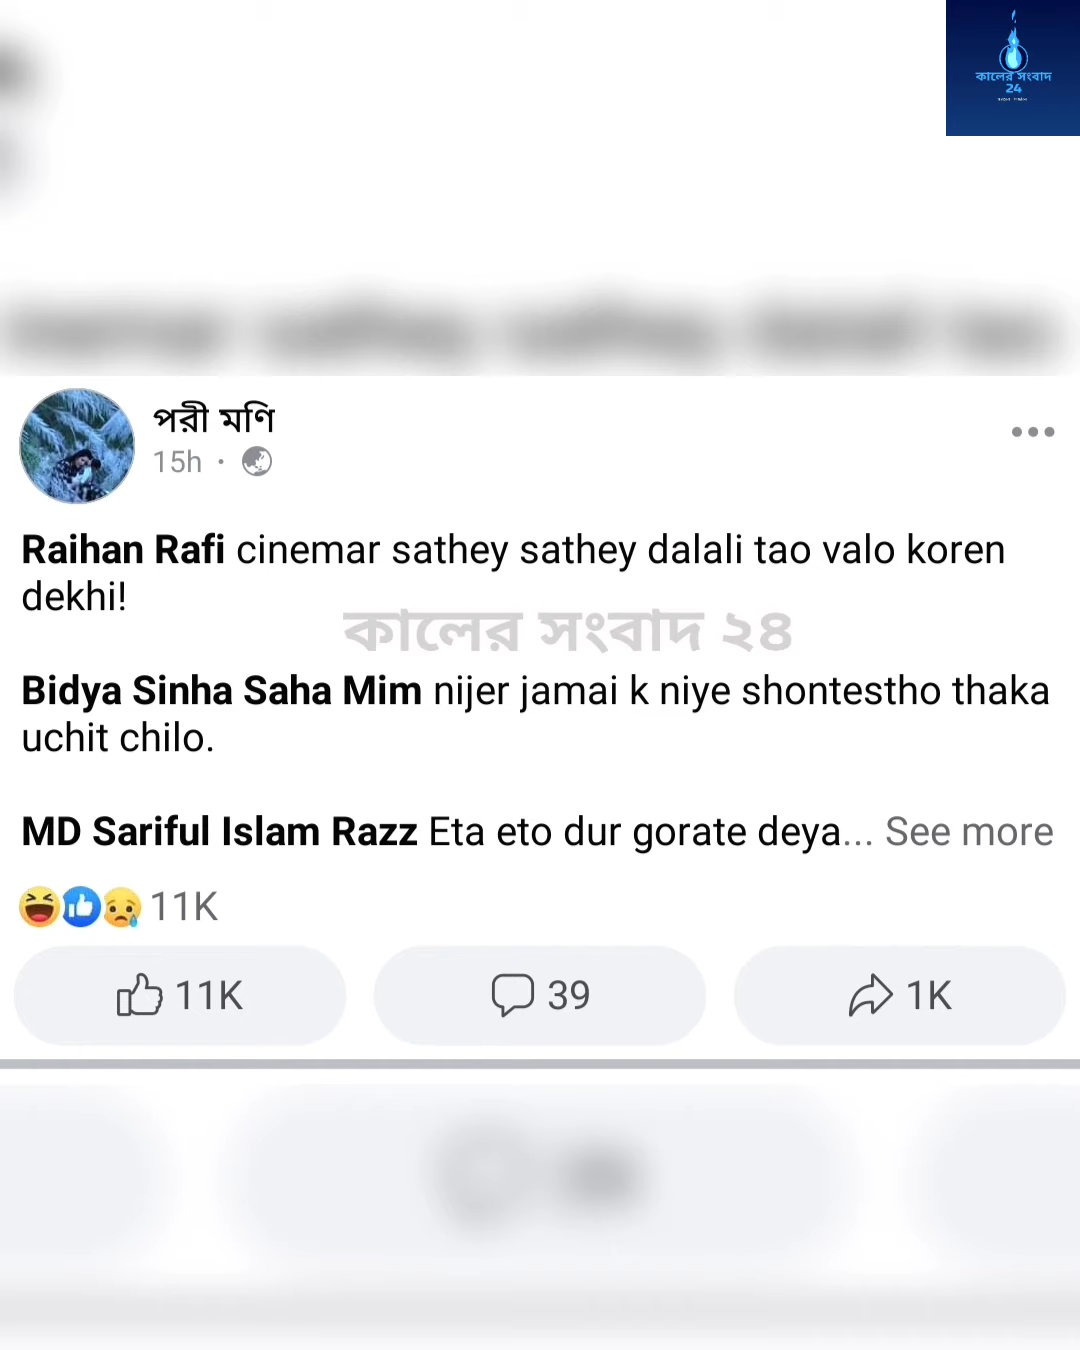 কালের সংবাদ
24
পরী মণি
15h ·
Raihan Rafi cinemar sathey sathey dalali tao valo koren
dekhi!
কালের সংবাদ ২৪
Bidya Sinha Saha Mim nijer jamai k niye shontestho thaka
uchit chilo.
MD Sariful Islam Razz Eta eto dur gorate deya... See more
11K
11K
39
1K